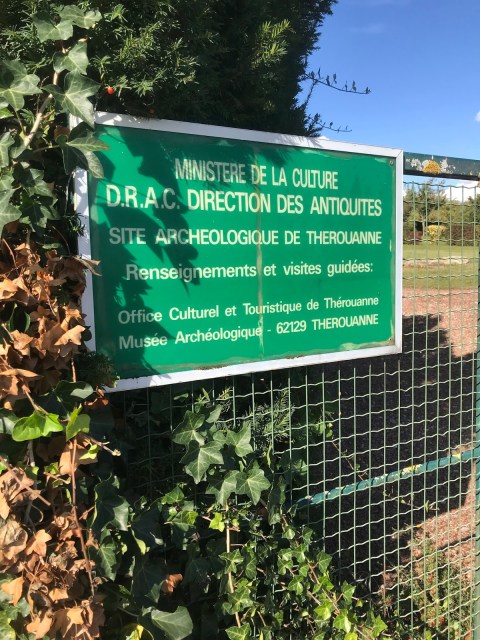 MINISTERE DE LA CULTURE
D.R.A.C. DIRECTION DES ANTIQUITES
SITE ARCHEOLOGIQUE DE THEROUANNE
Renseignements et visites guidées:
Office Culturel et Touristique de Thérouanne
Musée Archéologique - 62129 THEROUANNE